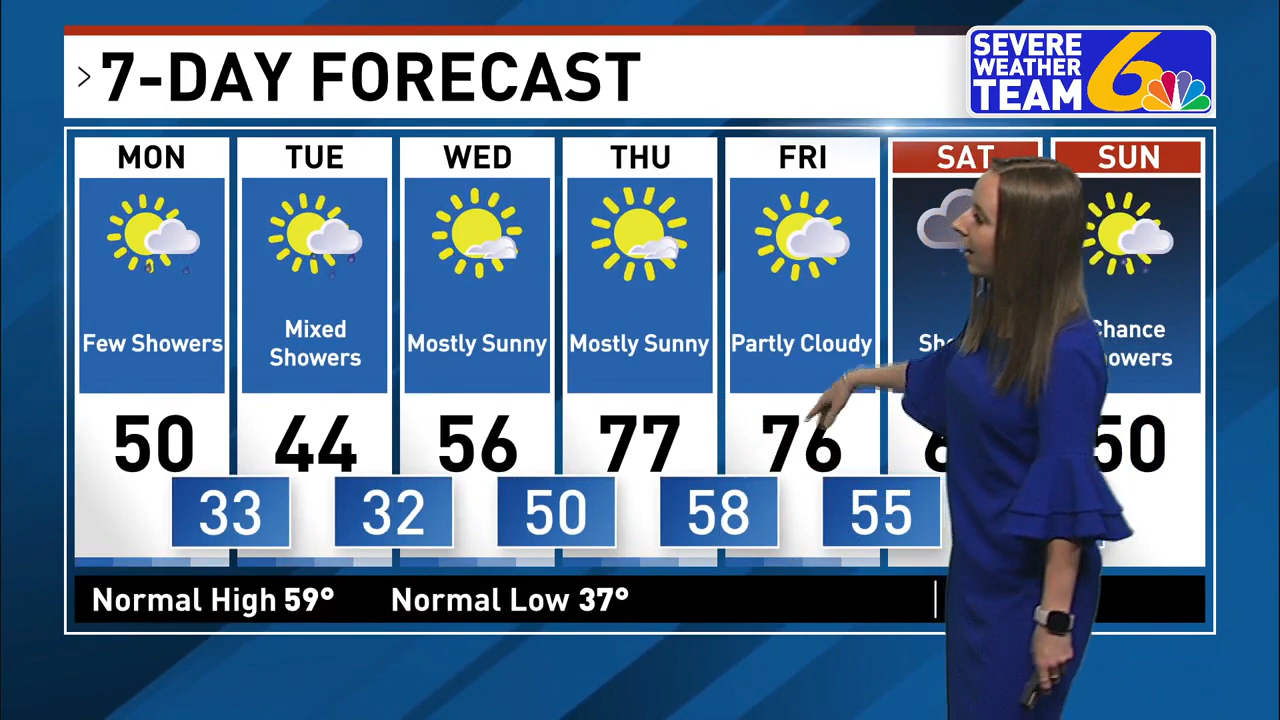 > 7-DAY FORECAST
SEVERE
WEATHER
TEAM 6
MON TUE WED THU FRI SAT SUN
Few Showers
Mixed
Showers
Mostly Sunny
Mostly Sunny
Partly Cloudy
Chance
50 44 56 77 76 50
33 32 50 58 55
Normal High 59° Normal Low 37°